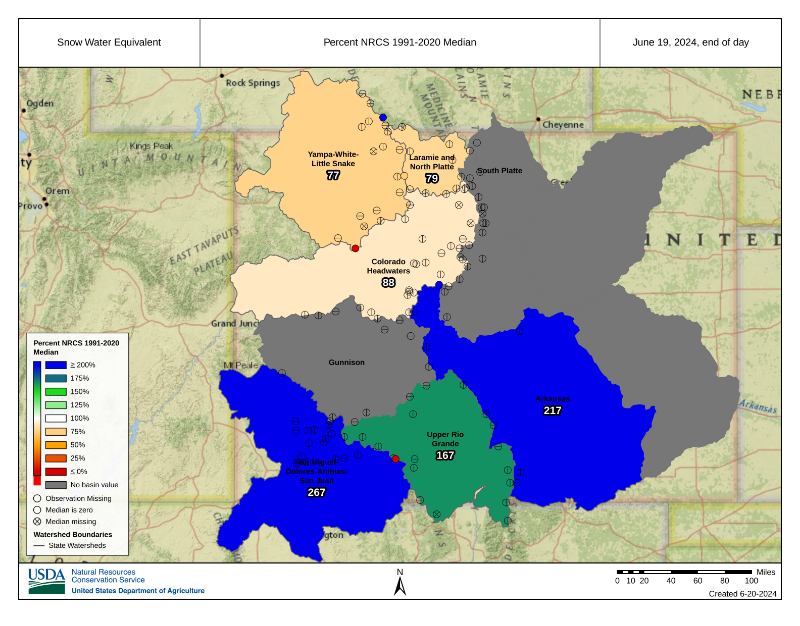 Snow Water Equivalent
Percent NRCS 1991-2020 Median
June 19, 2024, end of day
Rock Springs
Ogden
NEB
Cheyenne
Kings Peak
UINTA MOUNTAIN
ty
Orem
Provo
MEDICINE
EAST TAVAPUTS
PLATEAU
UNITED
Yampa-White-
Little Snake
77
Laramie and
North Platte
79
South Platte
Colorado
Headwaters
88
Grand Junc
Mt Peale
Gunnison
Arkansas
217
Arkansas
Upper Rio
Grande
167
San Miguel-
Dolores-Animas-
San Juan
267
gton
Percent NRCS 1991-2020
Median
≥ 200%
175%
150%
125%
100%
75%
50%
25%
≤ 0%
No basin value
Observation Missing
Median is zero
Median missing
Watershed Boundaries
State Watersheds
USDA
Natural Resources
Conservation Service
United States Department of Agriculture
N
Miles
0 10 20 40 60 80 100
Created 6-20-2024